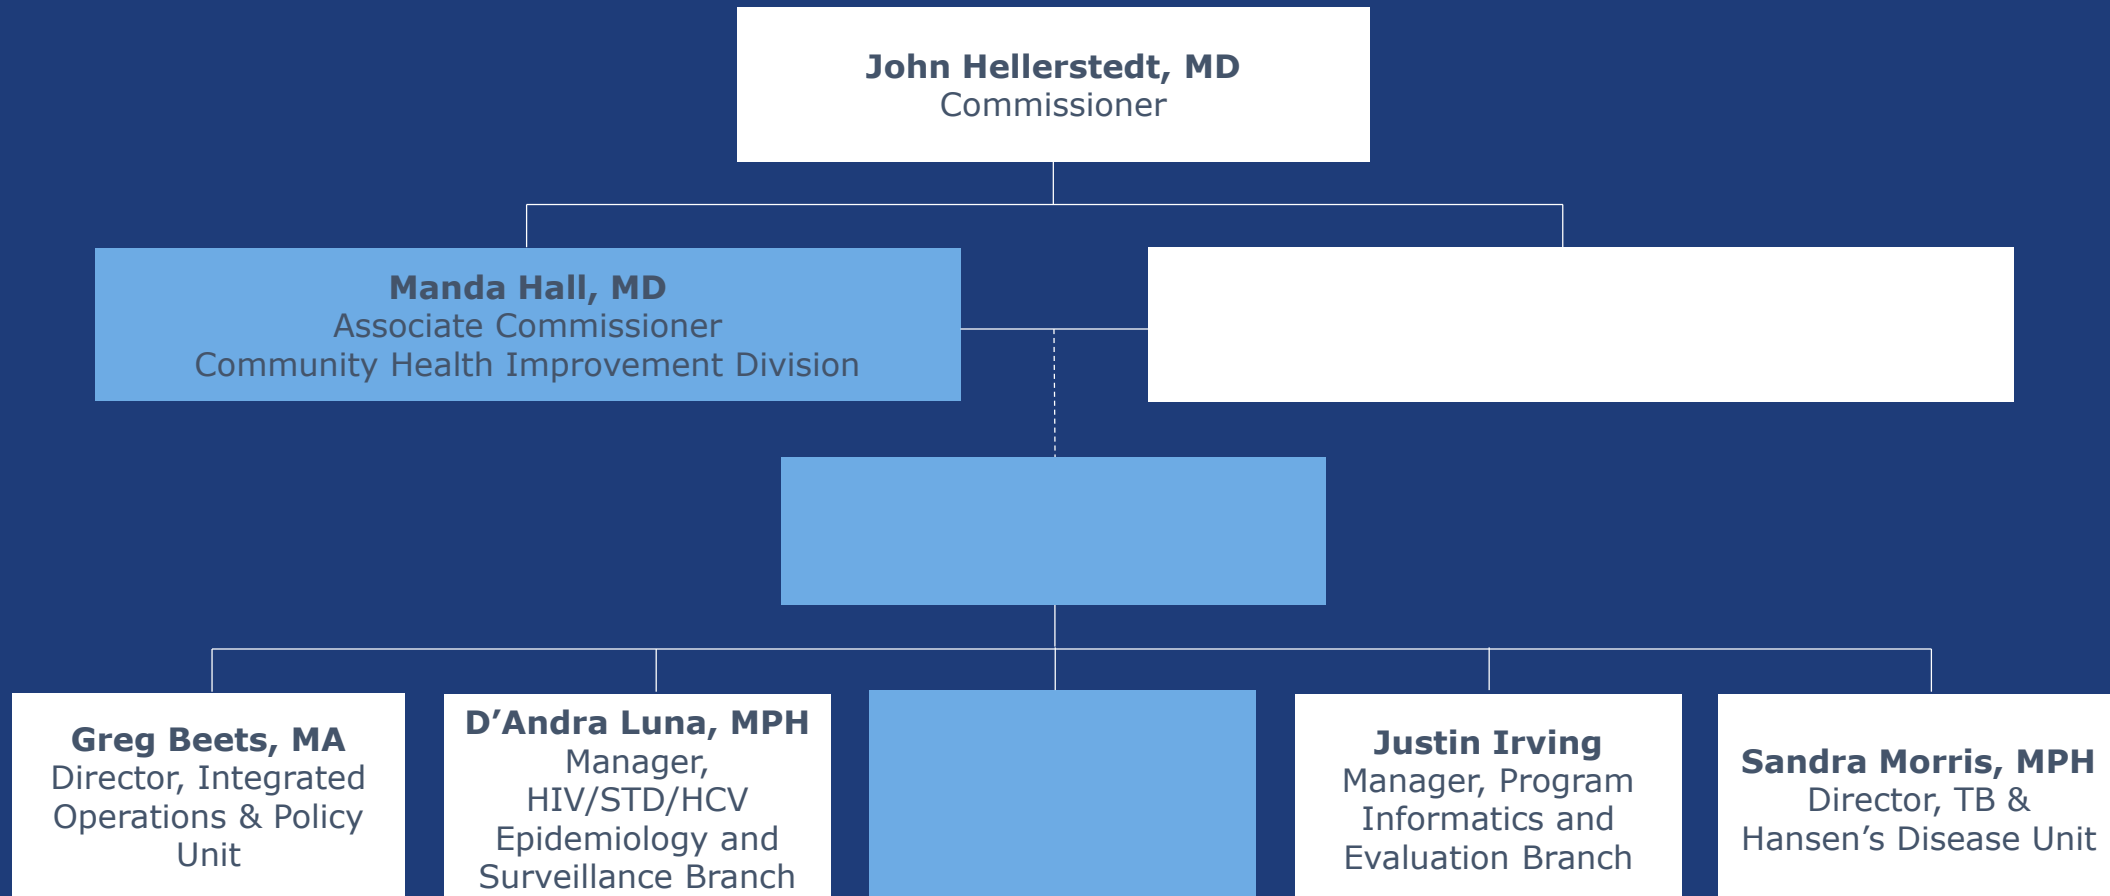 John Hellerstedt, MD
Commissioner
Manda Hall, MD
Associate Commissioner
Community Health Improvement Division
Greg Beets, MA
Director, Integrated
Operations & Policy
Unit
D’Andra Luna, MPH
Manager,
HIV/STD/HCV
Epidemiology and
Surveillance Branch
Justin Irving
Manager, Program
Informatics and
Evaluation Branch
Sandra Morris, MPH
Director, TB &
Hansen’s Disease Unit